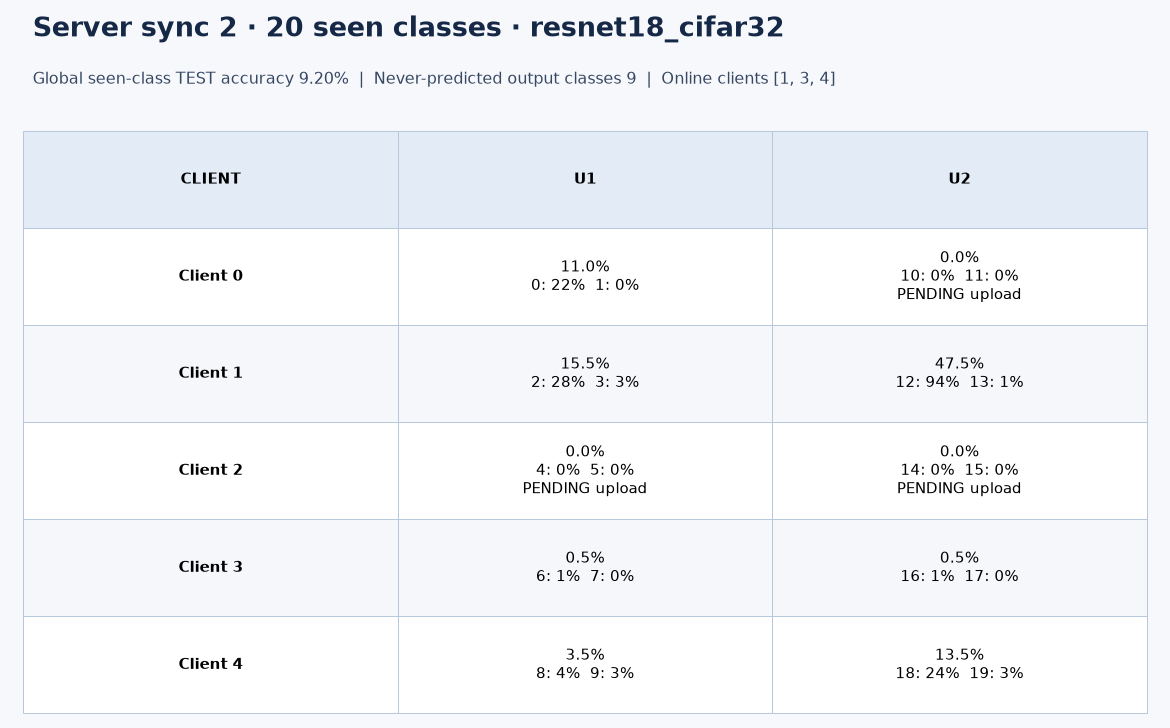 Server sync 2 · 20 seen classes · resnet18_cifar32
Global seen-class TEST accuracy 9.20%  |  Never-predicted output classes 9  |  Online clients [1, 3, 4]
CLIENT
U1
U2
Client 0
11.0%
0: 22%  1: 0%
0.0%
10: 0%  11: 0%
PENDING upload
Client 1
15.5%
2: 28%  3: 3%
47.5%
12: 94%  13: 1%
Client 2
0.0%
4: 0%  5: 0%
PENDING upload
0.0%
14: 0%  15: 0%
PENDING upload
Client 3
0.5%
6: 1%  7: 0%
0.5%
16: 1%  17: 0%
Client 4
3.5%
8: 4%  9: 3%
13.5%
18: 24%  19: 3%